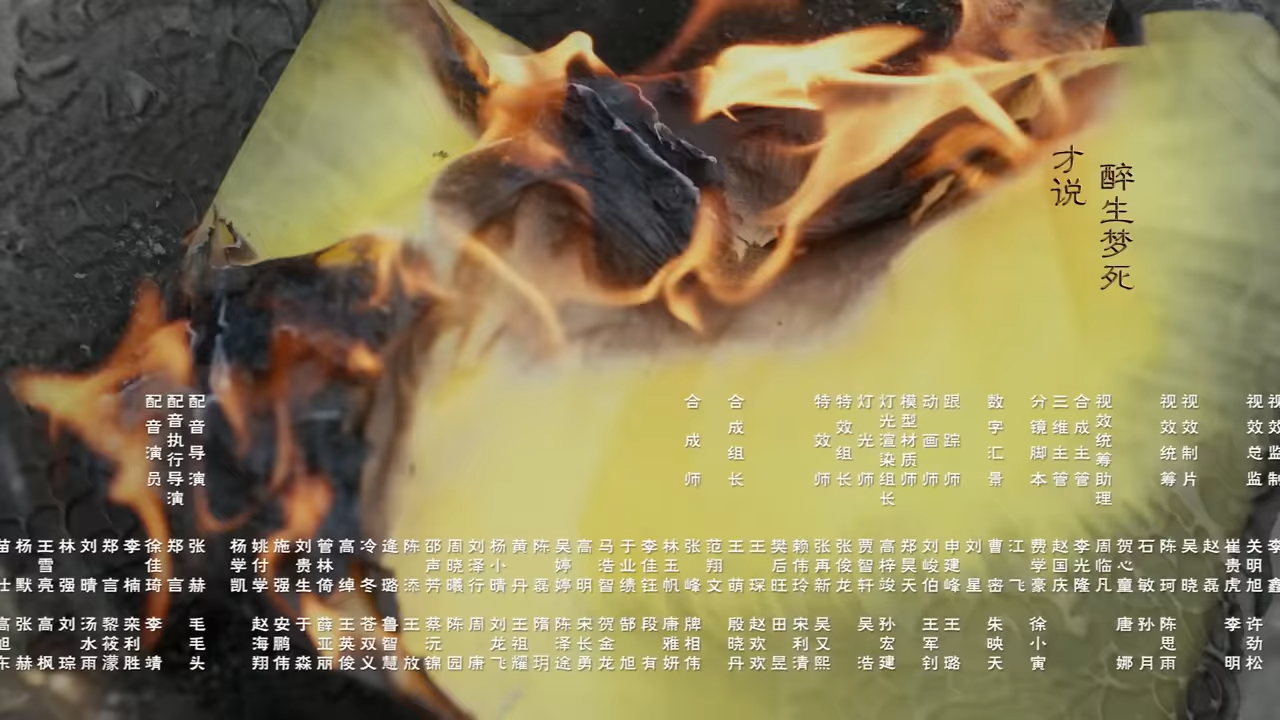 醉生梦死
才说
视效总监
视效制片
视效统筹
视效统筹助理
合成主管
三维主管
分镜脚本
数字汇景
跟踪师
动画师
模型材质师
灯光渲染组长
灯光师
特效组长
特效师
合成组长
合成师
配音导演
配音执行导演
配音演员
关明旭
崔贵虎
赵磊
吴晓
陈珂
石敏
贺心童
周临凡
李光隆
赵国庆
费学豪
江飞
曹密
刘星
申建峰
刘峻伯
郑昊天
高梓竣
贾俊轩
张智龙
张再新
赖伟玲
樊后旺
王琛
王萌
范翔文
张峰
林玉帆
李佳钰
于业绩
马浩智
高明
吴婷婷
陈磊
黄丹
杨小晴
刘泽行
周晓曦
邵声芳
陈添
逄璐
冷冬
高绰
管林倚
刘贵生
施强
姚付学
杨学凯
张赫
郑言
徐佳琦
李楠
郑言
刘晴
林强
王雪亮
杨默
许劲松
李明
陈思雨
孙月
唐娜
徐小寅
朱映天
王璐
王军钊
孙宏建
吴浩
吴又熙
宋利清
田昱
赵欢欢
殷晓丹
牌相伟
唐雅妍
段有
郜旭
贺金龙
宋长勇
陈泽途
隋玥
王祖耀
刘龙飞
周康
陈园
王放
鲁智慧
苍双义
王英俊
薛亚丽
于淼
安鹏伟
赵海翔
毛毛头
李靖
栾利胜
黎筱濛
汤水雨
刘琮
高枫
张赫